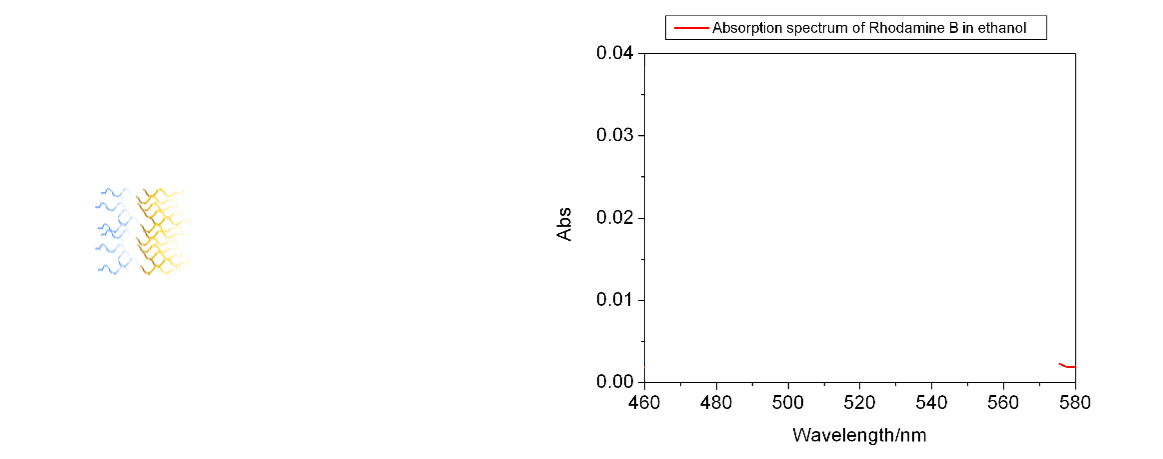 Absorption spectrum of Rhodamine B in ethanol
0.04
0.03
0.02
0.01
0.00
Abs
460 480 500 520 540 560 580
Wavelength/nm